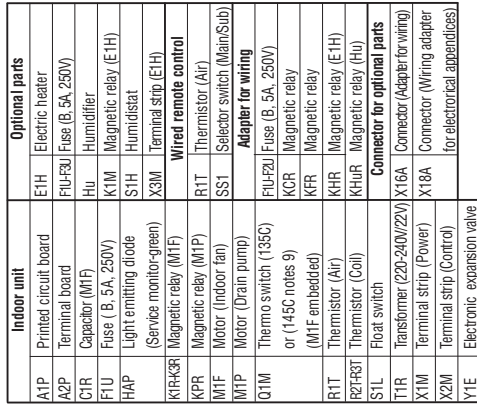 Indoor unit
A1P Printed circuit board
A2P Terminal board
C1R Capacitor (M1F)
F1U Fuse ( B, 5A, 250V)
HAP Light emitting diode
(Service monitor-green)
K1R-K3R Magnetic relay (M1F)
KPR Magnetic relay (M1P)
M1F Motor (Indoor fan)
M1P Motor (Drain pump)
Q1M Thermo switch (135C)
or (145C notes 9)
(M1F embedded)
R1T Thermistor (Air)
R2T-R3T Thermistor (Coil)
S1L Float switch
T1R Transformer (220-240V/22V)
X1M Terminal strip (Power)
X2M Terminal strip (Control)
Y1E Electronic expansion valve
Optional parts
E1H Electric heater
F1U-F3U Fuse (B, 5A, 250V)
Hu Humidifier
K1M Magnetic relay (E1H)
S1H Humidistat
X3M Terminal strip (E1H)
Wired remote control
R1T Thermistor (Air)
SS1 Selector switch (Main/Sub)
Adapter for wiring
F1U-F2U Fuse (B, 5A, 250V)
KCR Magnetic relay
KFR Magnetic relay
KHR Magnetic relay (E1H)
KHuR Magnetic relay (Hu)
Connector for optional parts
X16A Connector (Adapter for wiring)
X18A Connector (Wiring adapter
for electrorical appendices)